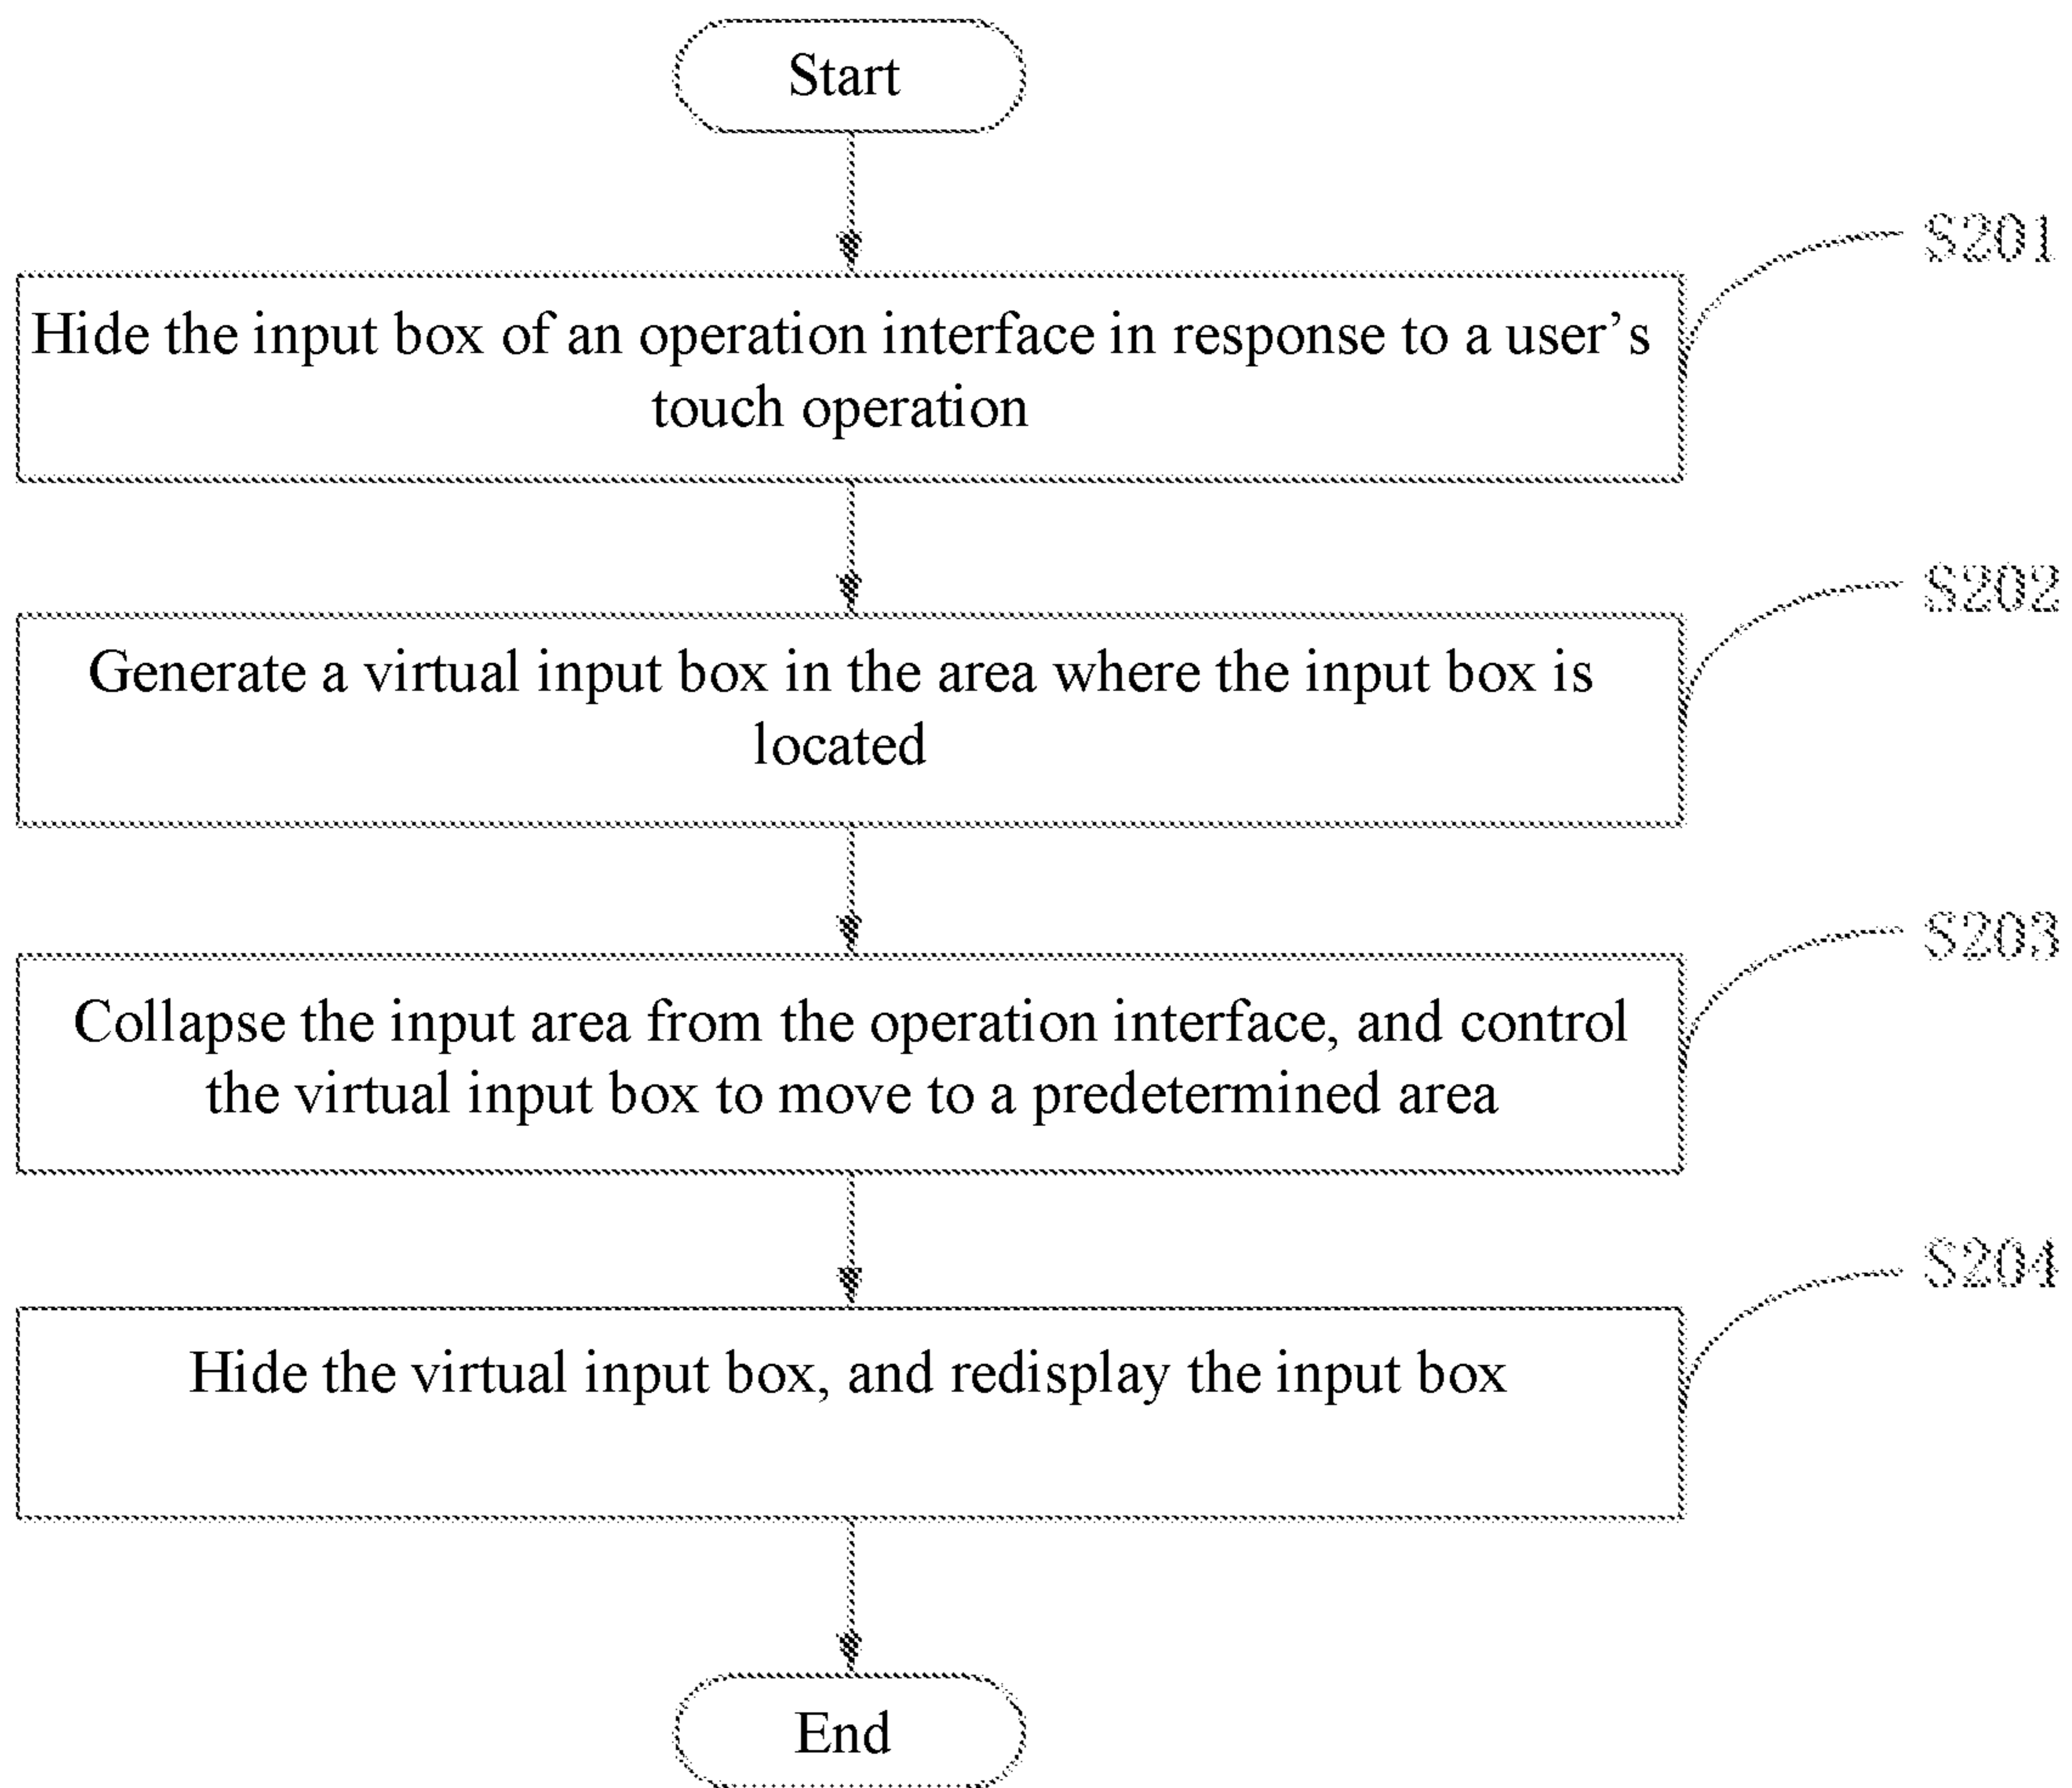 Start
S201
Hide the input box of an operation interface in response to a user’s
touch operation
S202
Generate a virtual input box in the area where the input box is
located
S203
Collapse the input area from the operation interface, and control
the virtual input box to move to a predetermined area
S204
Hide the virtual input box, and redisplay the input box
End